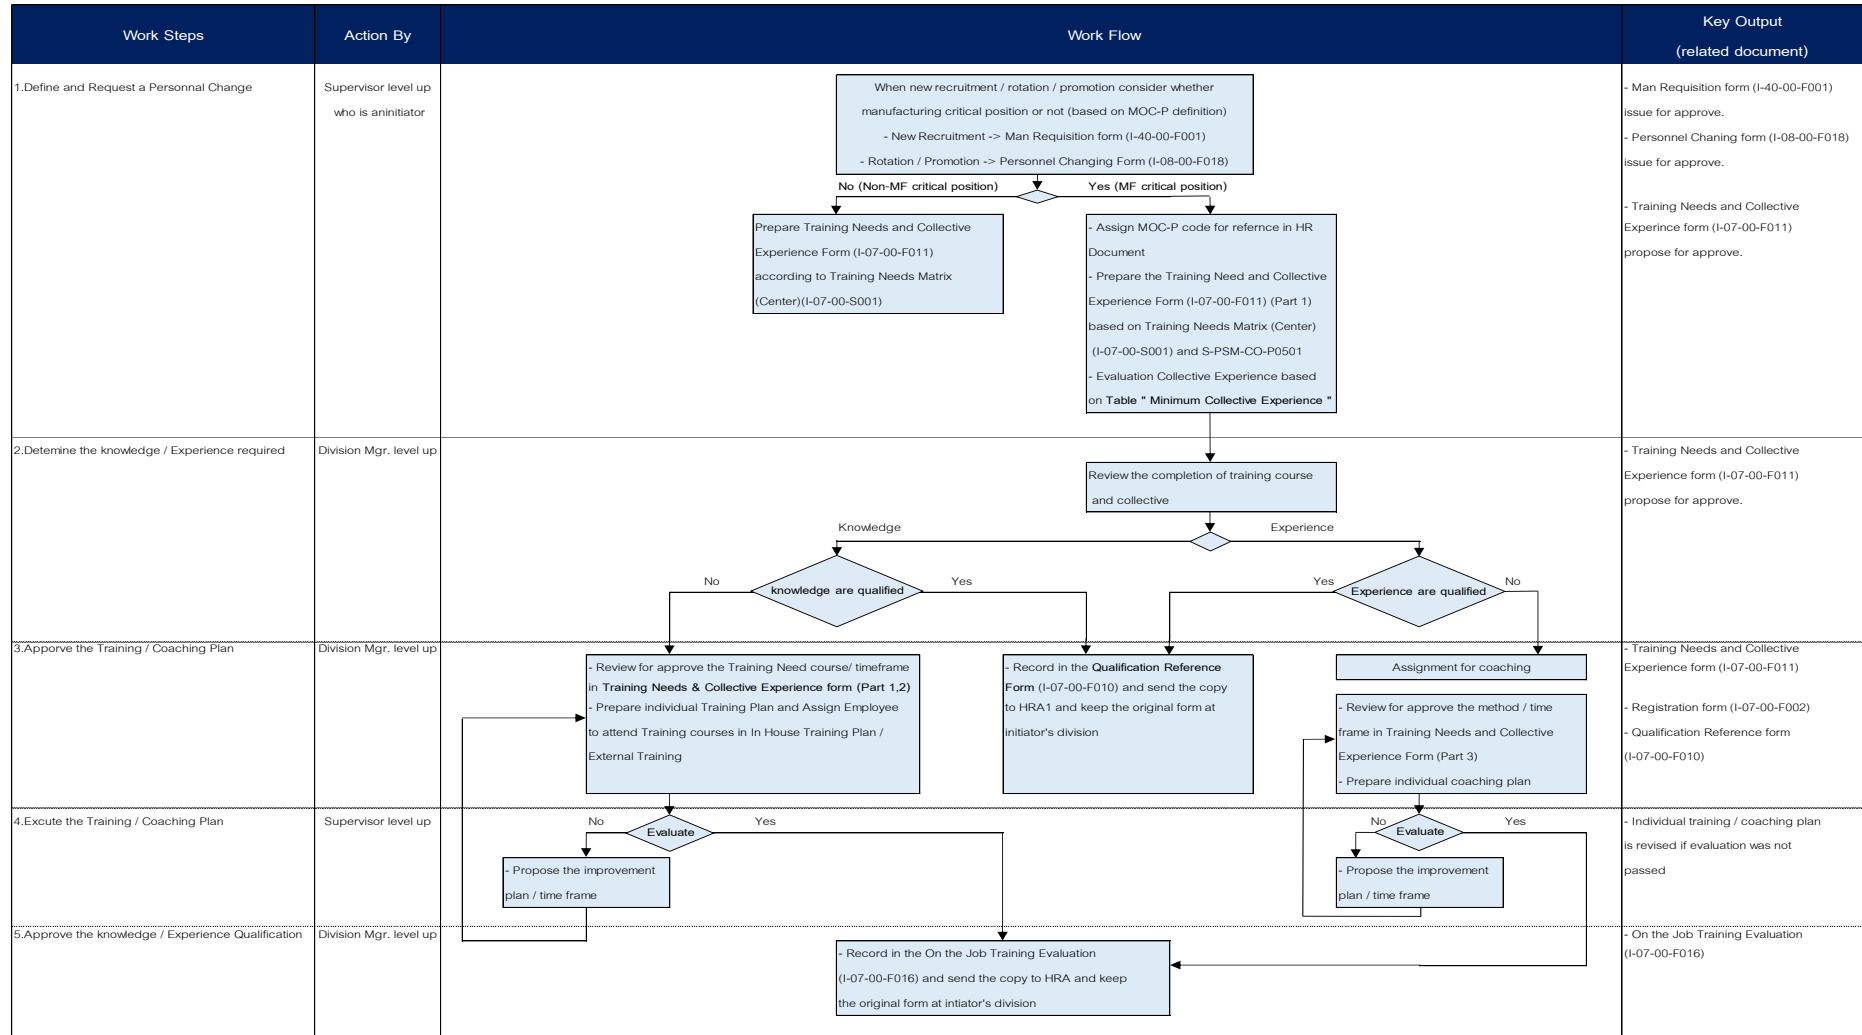 Work Steps
Action By
Work Flow
Key Output
(related document)
1.Define and Request a Personnal Change
Supervisor level up
who is aninitiator
When new recruitment / rotation / promotion consider whether
manufacturing critical position or not (based on MOC-P definition)
- New Recruitment -> Man Requisition form (I-40-00-F001)
- Rotation / Promotion -> Personnel Changing Form (I-08-00-F018)
- Man Requisition form (I-40-00-F001)
issue for approve.
- Personnel Chaning form (I-08-00-F018)
issue for approve.
- Training Needs and Collective
Experince form (I-07-00-F011)
propose for approve.
No (Non-MF critical position)
Yes (MF critical position)
Prepare Training Needs and Collective
Experience Form (I-07-00-F011)
according to Training Needs Matrix
(Center)(I-07-00-S001)
- Assign MOC-P code for refernce in HR
Document
- Prepare the Training Need and Collective
Experience Form (I-07-00-F011) (Part 1)
based on Training Needs Matrix (Center)
(I-07-00-S001) and S-PSM-CO-P0501
- Evaluation Collective Experience based
on Table " Minimum Collective Experience "
2.Detemine the knowledge / Experience required
Division Mgr. level up
Review the completion of training course
and collective
- Training Needs and Collective
Experience form (I-07-00-F011)
propose for approve.
Knowledge
Experience
No
knowledge are qualified
Yes
Yes
Experience are qualified
No
3.Apporve the Training / Coaching Plan
Division Mgr. level up
- Review for approve the Training Need course/ timeframe
in Training Needs & Collective Experience form (Part 1,2)
- Prepare individual Training Plan and Assign Employee
to attend Training courses in In House Training Plan /
External Training
- Record in the Qualification Reference
Form (I-07-00-F010) and send the copy
to HRA1 and keep the original form at
initiator's division
Assignment for coaching
- Review for approve the method / time
frame in Training Needs and Collective
Experience Form (Part 3)
- Prepare individual coaching plan
- Training Needs and Collective
Experience form (I-07-00-F011)
- Registration form (I-07-00-F002)
- Qualification Reference form
(I-07-00-F010)
4.Excute the Training / Coaching Plan
Supervisor level up
No
Evaluate
Yes
- Propose the improvement
plan / time frame
No
Evaluate
Yes
- Propose the improvement
plan / time frame
- Individual training / coaching plan
is revised if evaluation was not
passed
5.Approve the knowledge / Experience Qualification
Division Mgr. level up
- Record in the On the Job Training Evaluation
(I-07-00-F016) and send the copy to HRA and keep
the original form at intiator's division
- On the Job Training Evaluation
(I-07-00-F016)